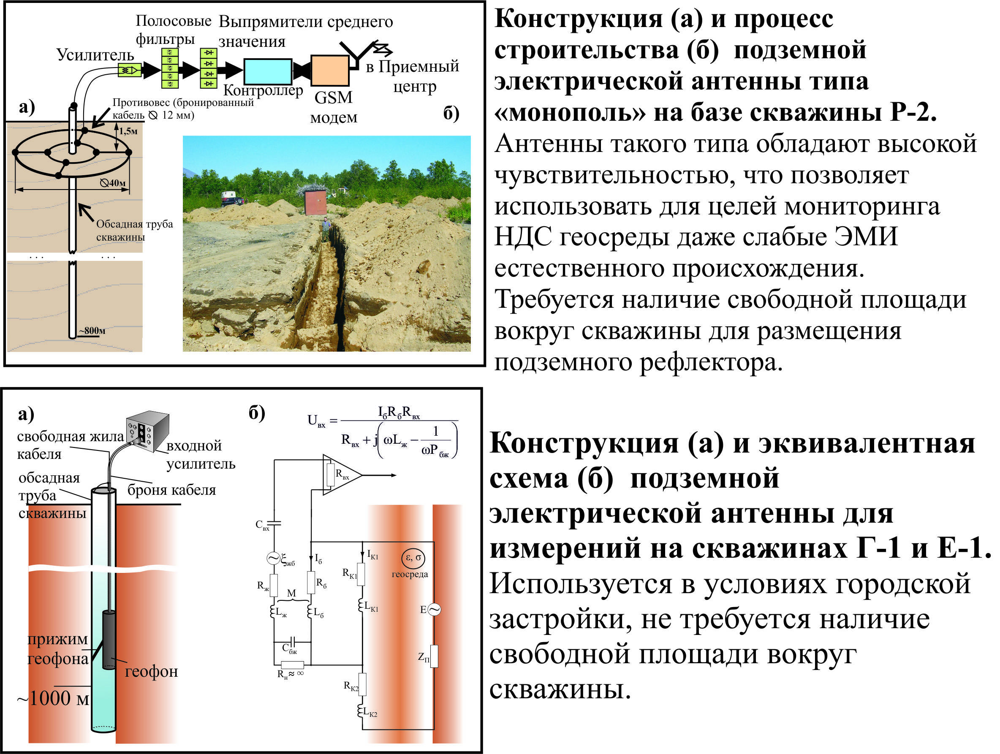 Полосовые
фильтры
Выпрямители среднего
значения
Усилитель
Контроллер
GSM
модем
в Приемный
центр
а)
Противовес (бронированный
кабель ∅ 12 мм)
б)
1,5м
∅40м
Обсадная труба
скважины
. . . . . .
~800м
Конструкция (а) и процесс
строительства (б) подземной
электрической антенны типа
«монополь» на базе скважины Р-2.
Антенны такого типа обладают высокой
чувствительностью, что позволяет
использовать для целей мониторинга
НДС геосреды даже слабые ЭМИ
естественного происхождения.
Требуется наличие свободной площади
вокруг скважины для размещения
подземного рефлектора.
а)
свободная жила
кабеля
входной
усилитель
обсадная
труба
скважины
броня кабеля
прижим
геофона
геофон
~1000 м
б)
Uвх = IбRбRвх / Rвх + j(ωLж − 1/ωPбж)
Rвх
Cвх
ξжб
Iб
IК1
ε, σ
геосреда
Rж
Rб
RК1
M
Lж
Lб
LК1
E
Cбж
ZП
Rн ≈ ∞
RК2
LК2
Конструкция (а) и эквивалентная
схема (б) подземной
электрической антенны для
измерений на скважинах Г-1 и Е-1.
Используется в условиях городской
застройки, не требуется наличие
свободной площади вокруг
скважины.